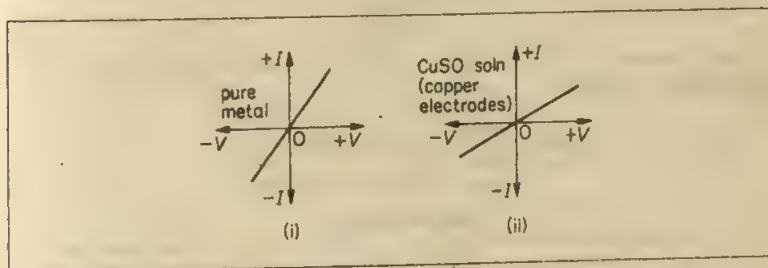 +I
pure
metal
-V
O
+V
-I
(i)
+I
CuSO soln
(copper
electrodes)
-V
O
+V
-I
(ii)